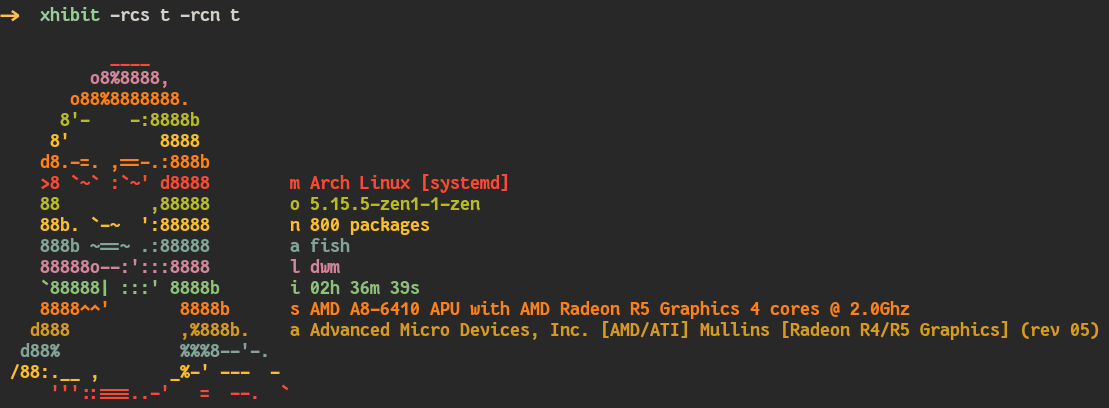 → xhibit -rcs t -rcn t
           ____
         o8%8888,
       o88%8888888.
      8'-    -:8888b
     8'         8888
    d8.-=. ,==-.:888b
    >8 `~` :`~' d8888        m Arch Linux [systemd]
    88         ,88888        o 5.15.5-zen1-1-zen
    88b. `-~  ':88888        n 800 packages
    888b ~==~ .:88888        a fish
    88888o--:':::8888        l dwm
    `88888| :::' 8888b       i 02h 36m 39s
    8888^^'       8888b      s AMD A8-6410 APU with AMD Radeon R5 Graphics 4 cores @ 2.0Ghz
   d888           ,%888b.    a Advanced Micro Devices, Inc. [AMD/ATI] Mullins [Radeon R4/R5 Graphics] (rev 05)
  d88%            %%%8--'-.
 /88:.__ ,       _%-' ---  -
     '''::===..-'   =  --.  `